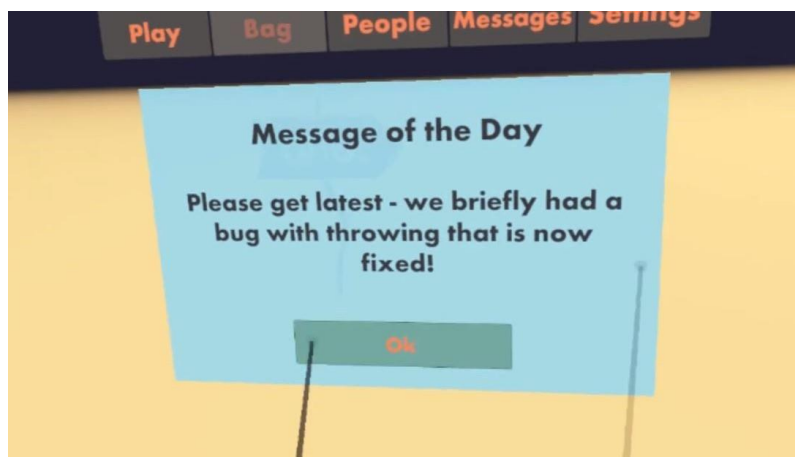 Play Bag People Messages Settings
Message of the Day
Please get latest - we briefly had a
bug with throwing that is now
fixed!
Ok